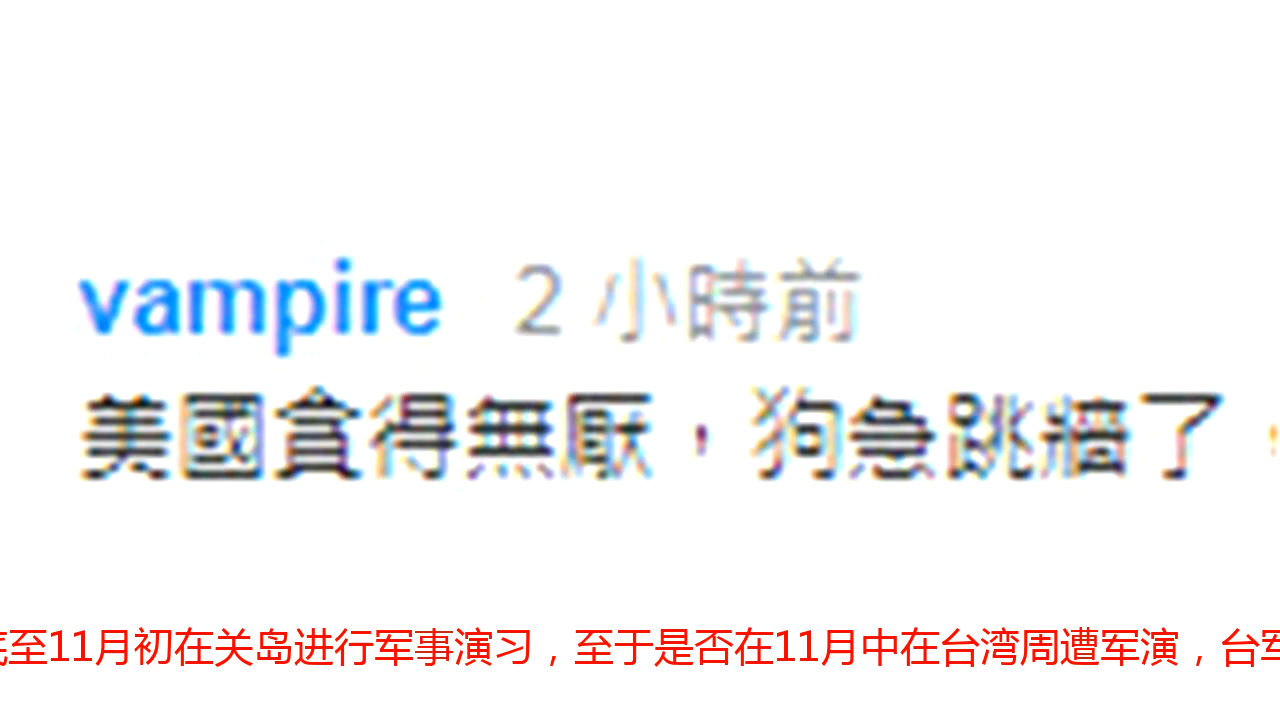 vampire 2 小時前
美國貪得無厭，狗急跳牆了，
至11月初在关岛进行军事演习，至于是否在11月中在台湾周遭军演，台军